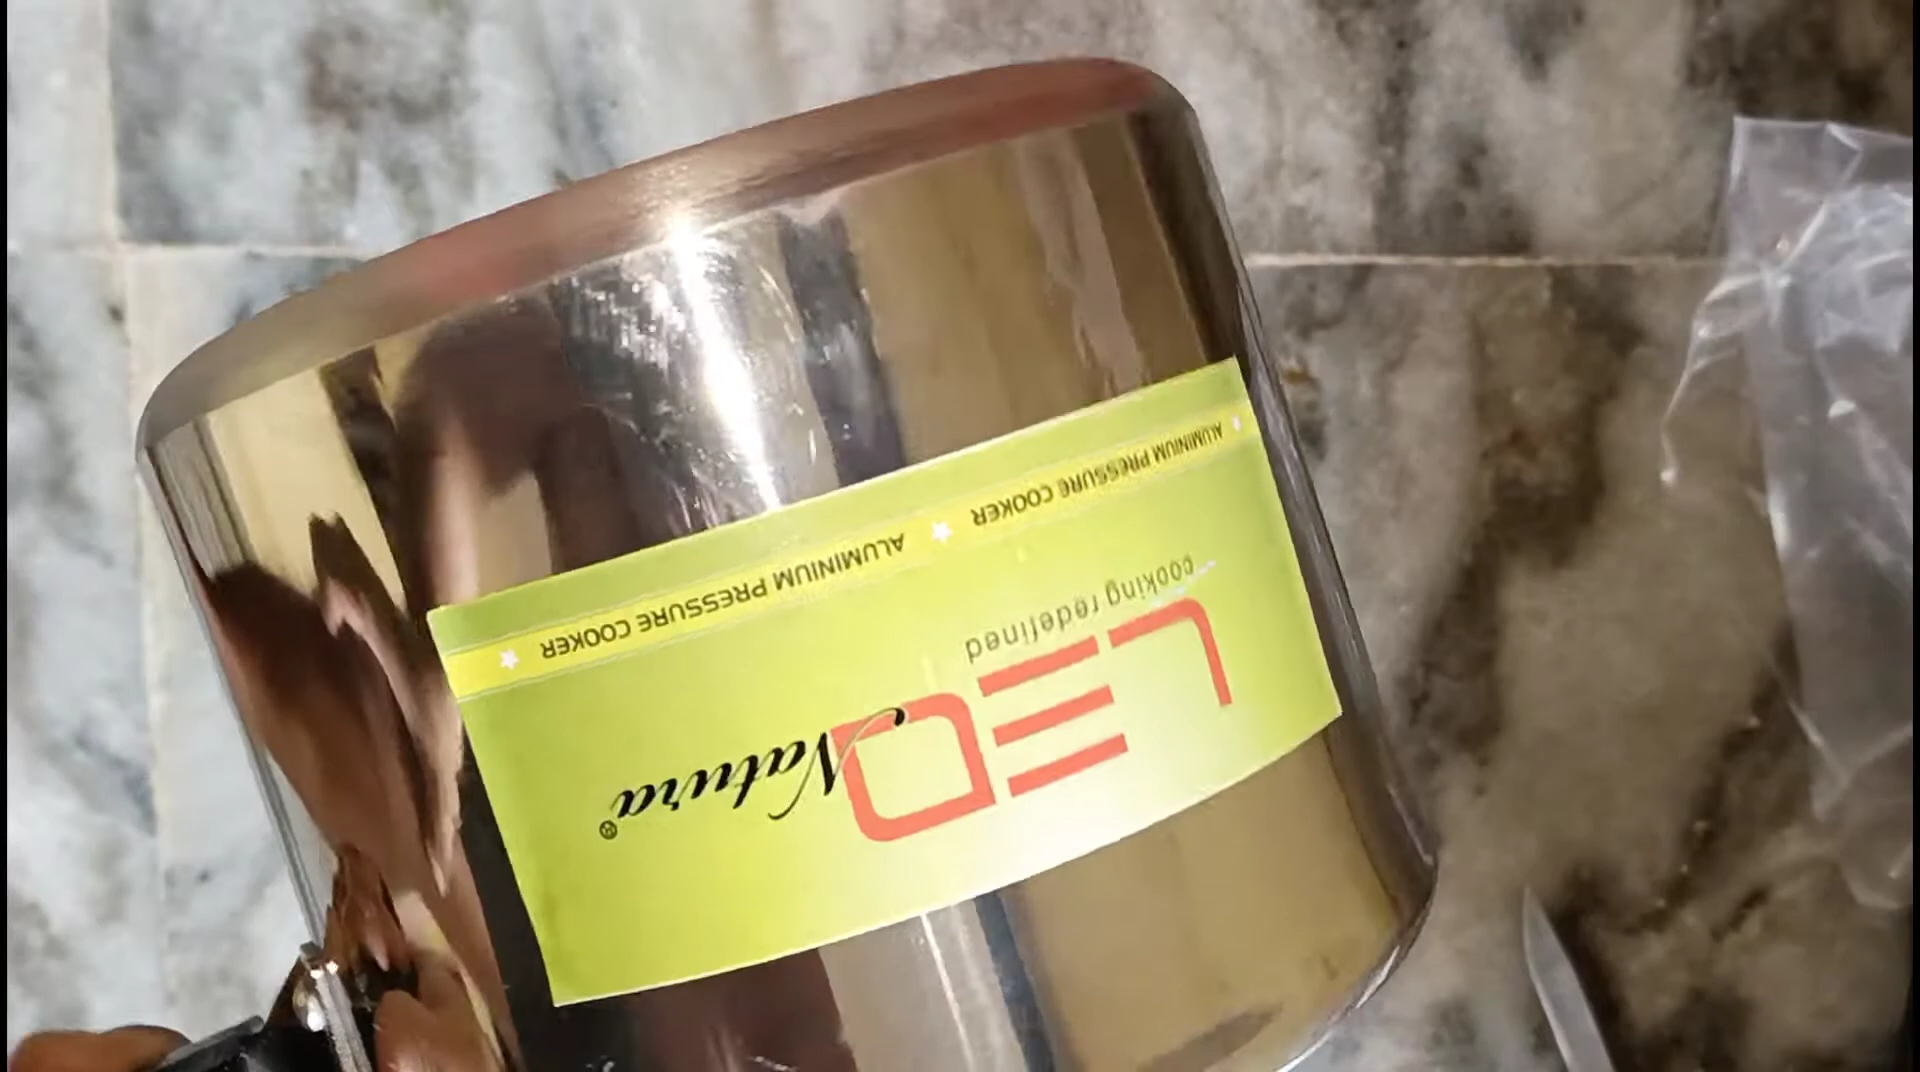 LEO Natura®
cooking redefined
ALUMINIUM PRESSURE COOKER ★ ALUMINIUM PRESSURE COOKER ★